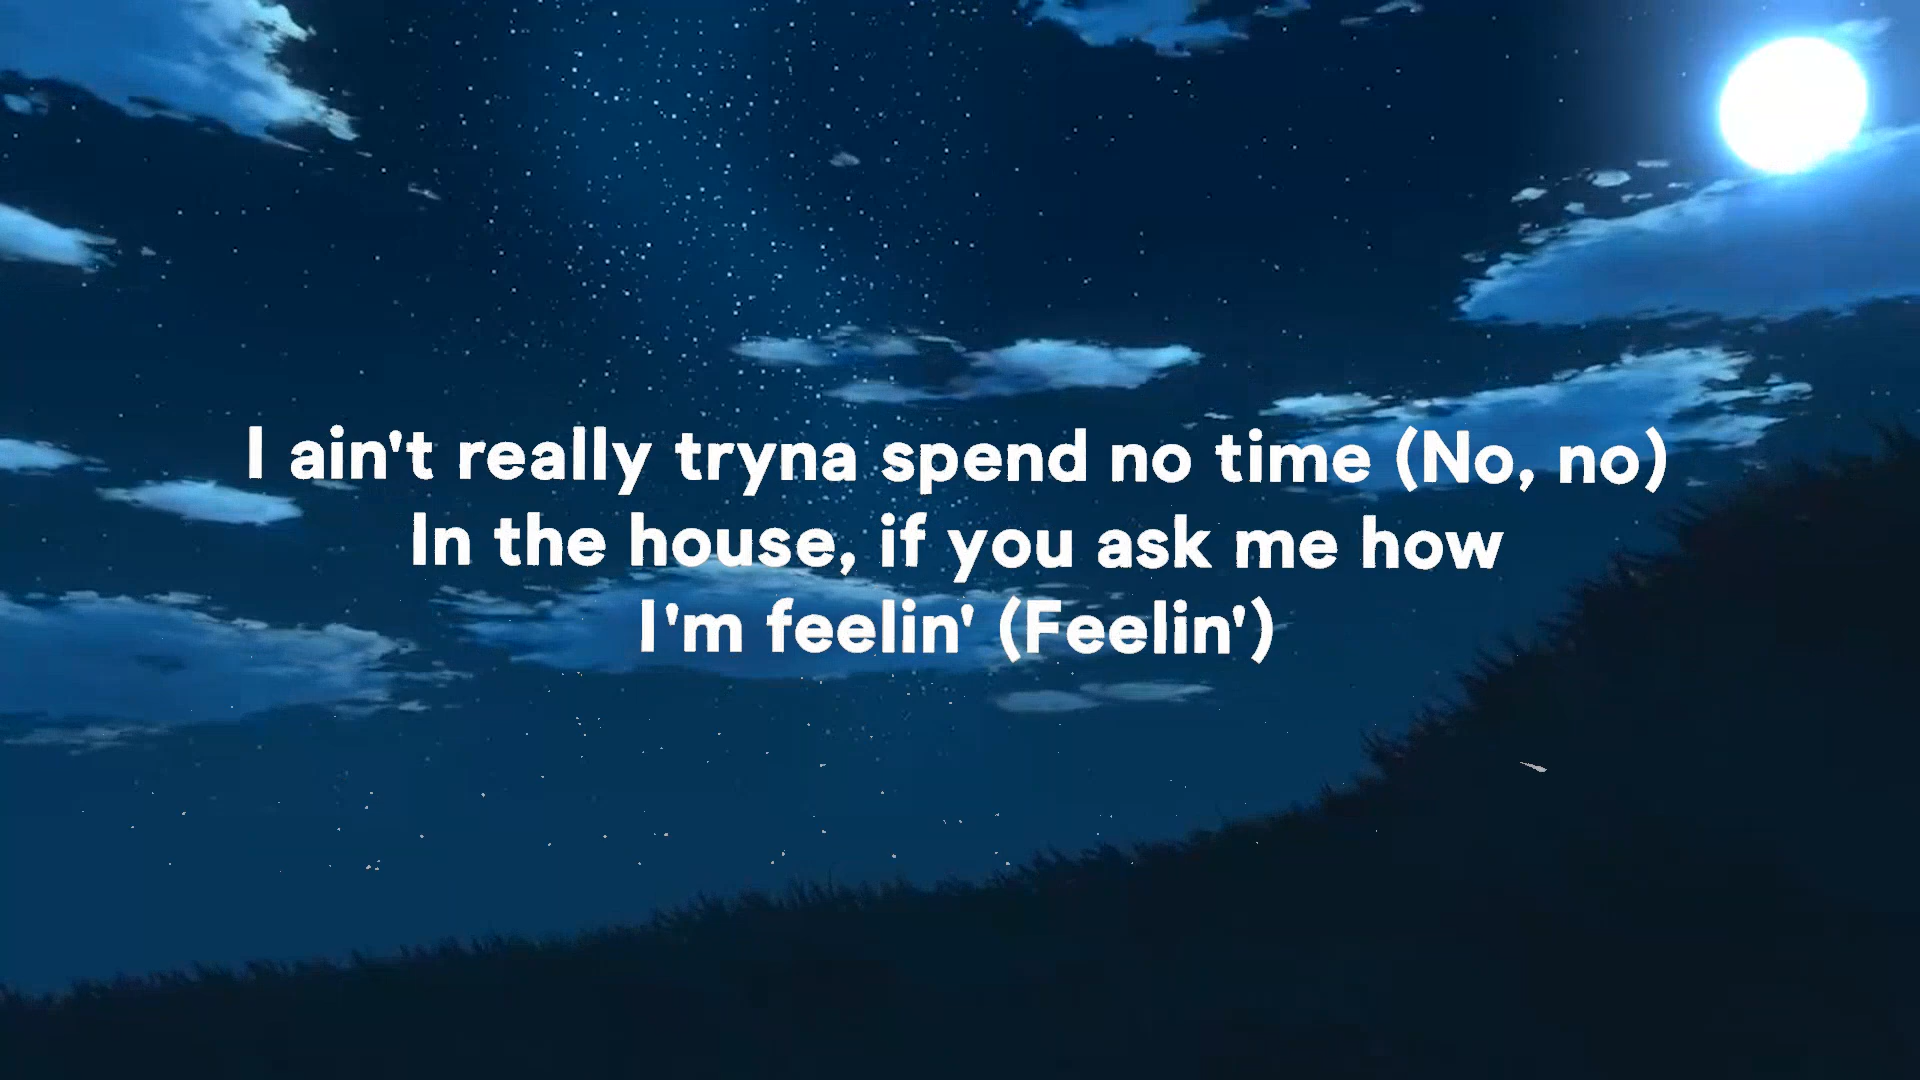 I ain't really tryna spend no time (No, no)
In the house, if you ask me how
I'm feelin' (Feelin')